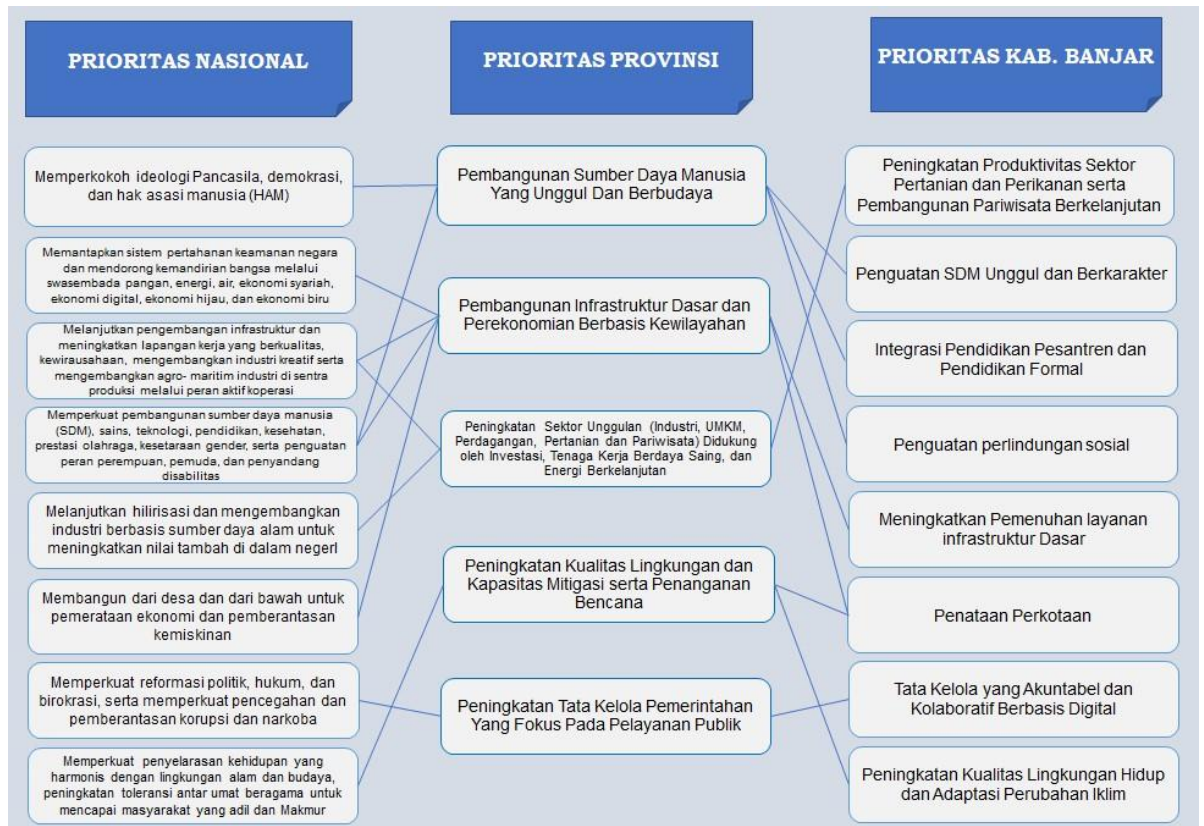 PRIORITAS NASIONAL
Memperkokoh ideologi Pancasila, demokrasi,
dan hak asasi manusia (HAM)
Memantapkan sistem pertahanan keamanan negara
dan mendorong kemandirian bangsa melalui
swasembada pangan, energi, air, ekonomi syariah,
ekonomi digital, ekonomi hijau, dan ekonomi biru
Melanjutkan pengembangan infrastruktur dan
meningkatkan lapangan kerja yang berkualitas,
kewirausahaan, mengembangkan industri kreatif serta
mengembangkan agro- maritim industri di sentra
produksi melalui peran aktif koperasi
Memperkuat pembangunan sumber daya manusia
(SDM), sains, teknologi, pendidikan, kesehatan,
prestasi olahraga, kesetaraan gender, serta penguatan
peran perempuan, pemuda, dan penyandang
disabilitas
Melanjutkan hilirisasi dan mengembangkan
industri berbasis sumber daya alam untuk
meningkatkan nilai tambah di dalam negerI
Membangun dari desa dan dari bawah untuk
pemerataan ekonomi dan pemberantasan
kemiskinan
Memperkuat reformasi politik, hukum, dan
birokrasi, serta memperkuat pencegahan dan
pemberantasan korupsi dan narkoba
Memperkuat penyelarasan kehidupan yang
harmonis dengan lingkungan alam dan budaya,
peningkatan toleransi antar umat beragama untuk
mencapai masyarakat yang adil dan Makmur
PRIORITAS PROVINSI
Pembangunan Sumber Daya Manusia
Yang Unggul Dan Berbudaya
Pembangunan Infrastruktur Dasar dan
Perekonomian Berbasis Kewilayahan
Peningkatan Sektor Unggulan (Industri, UMKM,
Perdagangan, Pertanian dan Pariwisata) Didukung
oleh Investasi, Tenaga Kerja Berdaya Saing, dan
Energi Berkelanjutan
Peningkatan Kualitas Lingkungan dan
Kapasitas Mitigasi serta Penanganan
Bencana
Peningkatan Tata Kelola Pemerintahan
Yang Fokus Pada Pelayanan Publik
PRIORITAS KAB. BANJAR
Peningkatan Produktivitas Sektor
Pertanian dan Perikanan serta
Pembangunan Pariwisata Berkelanjutan
Penguatan SDM Unggul dan Berkarakter
Integrasi Pendidikan Pesantren dan
Pendidikan Formal
Penguatan perlindungan sosial
Meningkatkan Pemenuhan layanan
infrastruktur Dasar
Penataan Perkotaan
Tata Kelola yang Akuntabel dan
Kolaboratif Berbasis Digital
Peningkatan Kualitas Lingkungan Hidup
dan Adaptasi Perubahan Iklim